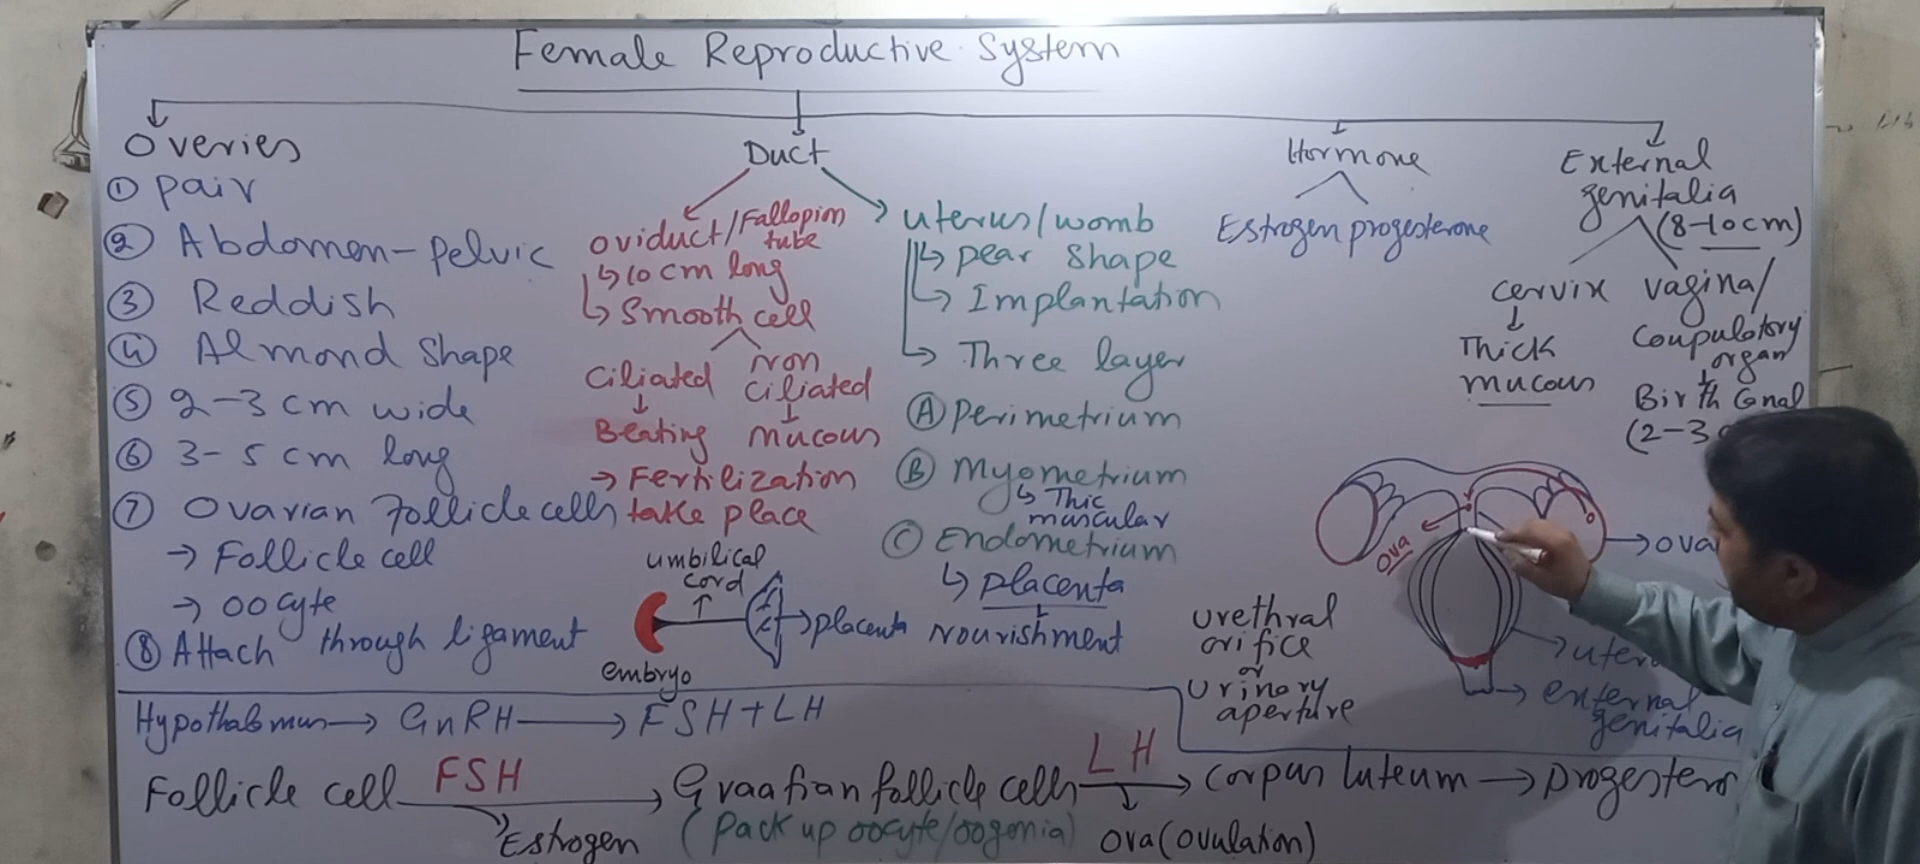 Female Reproductive System
Overies
① pair
② Abdomen-pelvic
③ Reddish
④ Almond Shape
⑤ 2-3 cm wide
⑥ 3-5 cm long
⑦ Ovarian follicle cells
→ Follicle cell
→ oocyte
⑧ Attach through ligament
Duct
oviduct/Fallopian
tube
↳ 10 cm long
↳ Smooth cell
Ciliated
Beating
Non
Ciliated
mucous
→ Fertilization
take place
umbilical
cord
embryo
placenta
uterus/womb
↳ pear shape
↳ Implantation
↳ Three layer
Ⓐ Perimetrium
Ⓑ Myometrium
↳ Thic
muscular
Ⓒ Endometrium
↳ placenta
Nourishment
Hormone
Estrogen progesterone
External
genitalia
(8-10cm)
cervix
Thick
mucous
vagina/
Coupulotory
organ
Birth Canal
(2-3
ova
Ova
uter
external
genitalia
urethral
orifice
or
Urinory
aperture
Hypothalamus → GnRH → FSH+LH
Follicle cell FSH → Graafian follicle cells LH → Corpus luteum → progestero
Estrogen
(pack up oocyte/oogonia)
ova (ovulation)